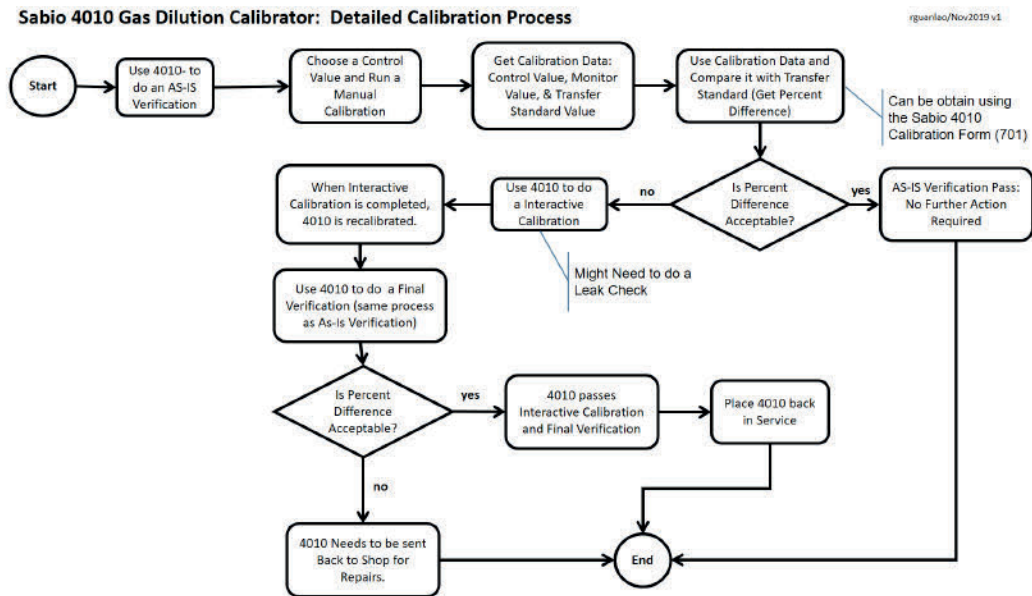 Sabio 4010 Gas Dilution Calibrator: Detailed Calibration Process
rguanlao/Nov2019 v1
Start
Use 4010- to
do an AS-IS
Verification
Choose a Control
Value and Run a
Manual
Calibration
Get Calibration Data:
Control Value, Monitor
Value, & Transfer
Standard Value
Use Calibration Data and
Compare it with Transfer
Standard (Get Percent
Difference)
Can be obtain using
the Sabio 4010
Calibration Form (701)
When Interactive
Calibration is completed,
4010 is recalibrated.
Use 4010 to do
a Interactive
Calibration
no
Is Percent
Difference
Acceptable?
yes
AS-IS Verification Pass:
No Further Action
Required
Might Need to do a
Leak Check
Use 4010 to do a Final
Verification (same process
as As-Is Verification)
Is Percent
Difference
Acceptable?
yes
4010 passes
Interactive Calibration
and Final Verification
Place 4010 back
in Service
no
4010 Needs to be sent
Back to Shop for
Repairs.
End